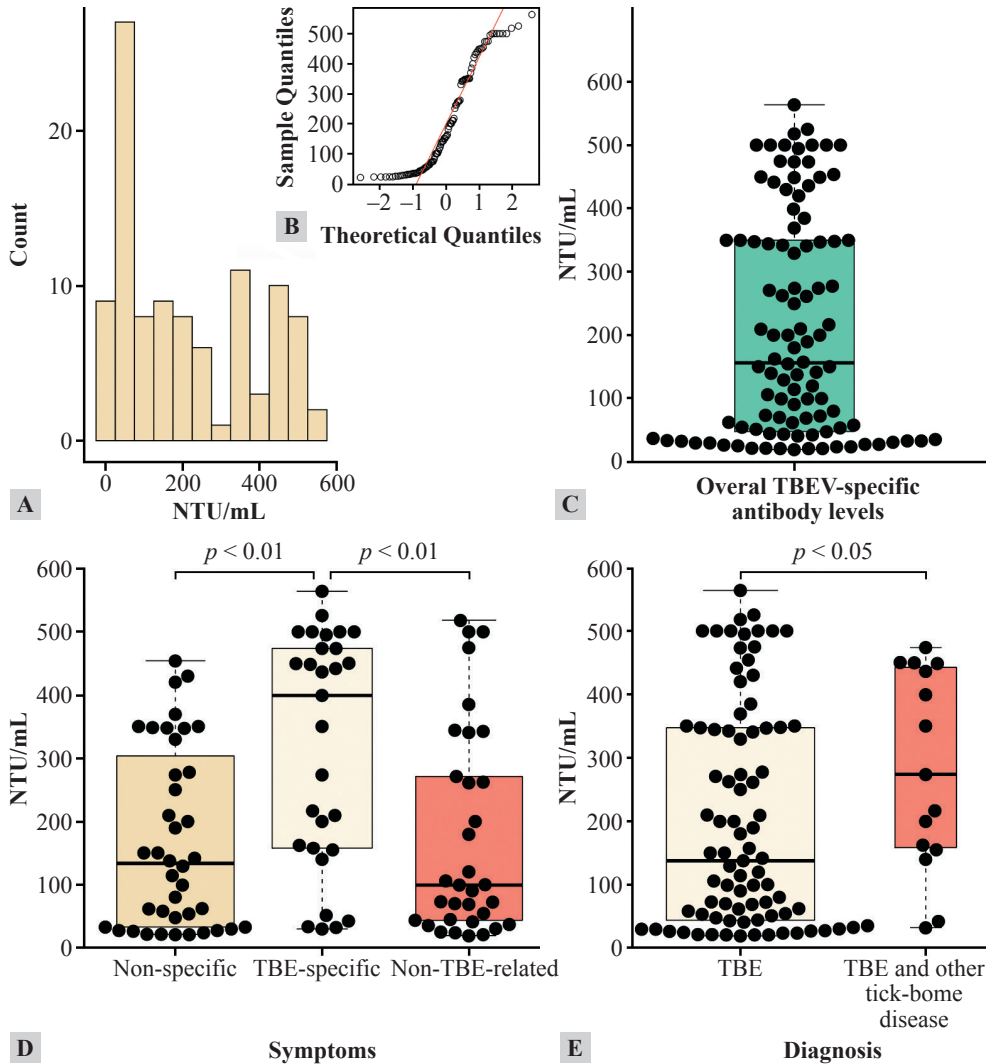 Count
20
10
0
0
200
400
600
NTU/mL
A
Sample Quantiles
500
400
300
200
100
0
–2
–1
0
1
2
Theoretical Quantiles
B
NTU/mL
600
500
400
300
200
100
0
Overal TBEV-specific
antibody levels
C
p < 0.01
p < 0.01
NTU/mL
600
500
400
300
200
100
0
Non-specific
TBE-specific
Non-TBE-related
D
Symptoms
p < 0.05
NTU/mL
600
500
400
300
200
100
0
TBE
TBE and other
tick-bome
disease
E
Diagnosis